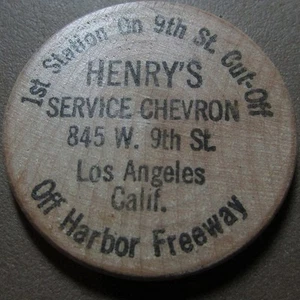 1st Station On 9th St. Cut-Off
HENRY'S
SERVICE CHEVRON
845 W. 9th St.
Los Angeles
Calif.
Off Harbor Freeway